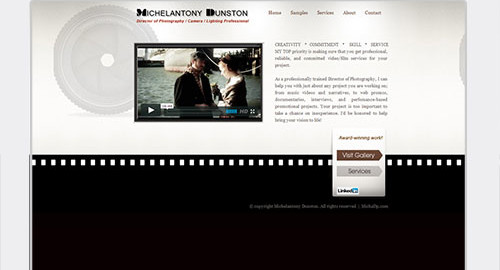 MICHELANTONY DUNSTON
Director of Photography / Camera / Lighting Professional
Home Samples Services About Contact
CREATIVITY * COMMITMENT * SKILL * SERVICE
MY TOP priority is making sure that you get professional,
reliable, and committed video/film services for your
project.
As a professionally trained Director of Photography, I can
help you with just about any project you are working on;
from music videos and narratives, to web promos,
documentaries, interviews, and performance-based
promotional projects. Your project is too important to
take a chance on inexperience. I'd be honored to help
bring your vision to life!
HD
Award-winning work!
Visit Gallery
Services
LinkedIn
© copyright Michelantony Dunston. All rights reserved. |